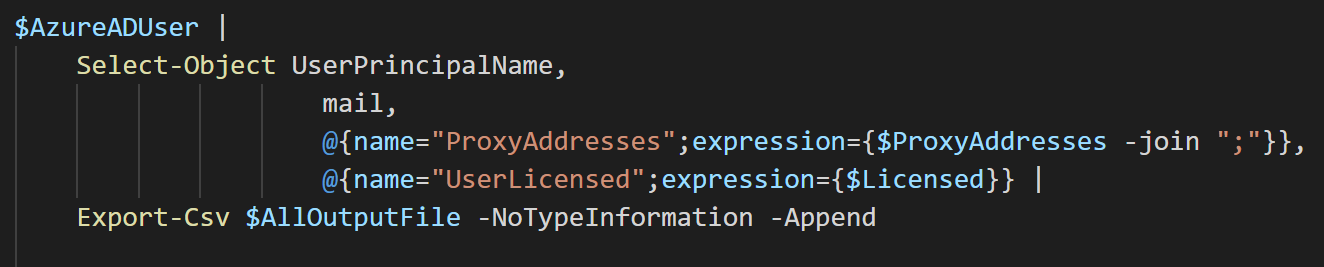 $AzureADUser |
Select-Object UserPrincipalName,
mail,
@{name="ProxyAddresses";expression={$ProxyAddresses -join ";"}},
@{name="UserLicensed";expression={$Licensed}} |
Export-Csv $AllOutputFile -NoTypeInformation -Append